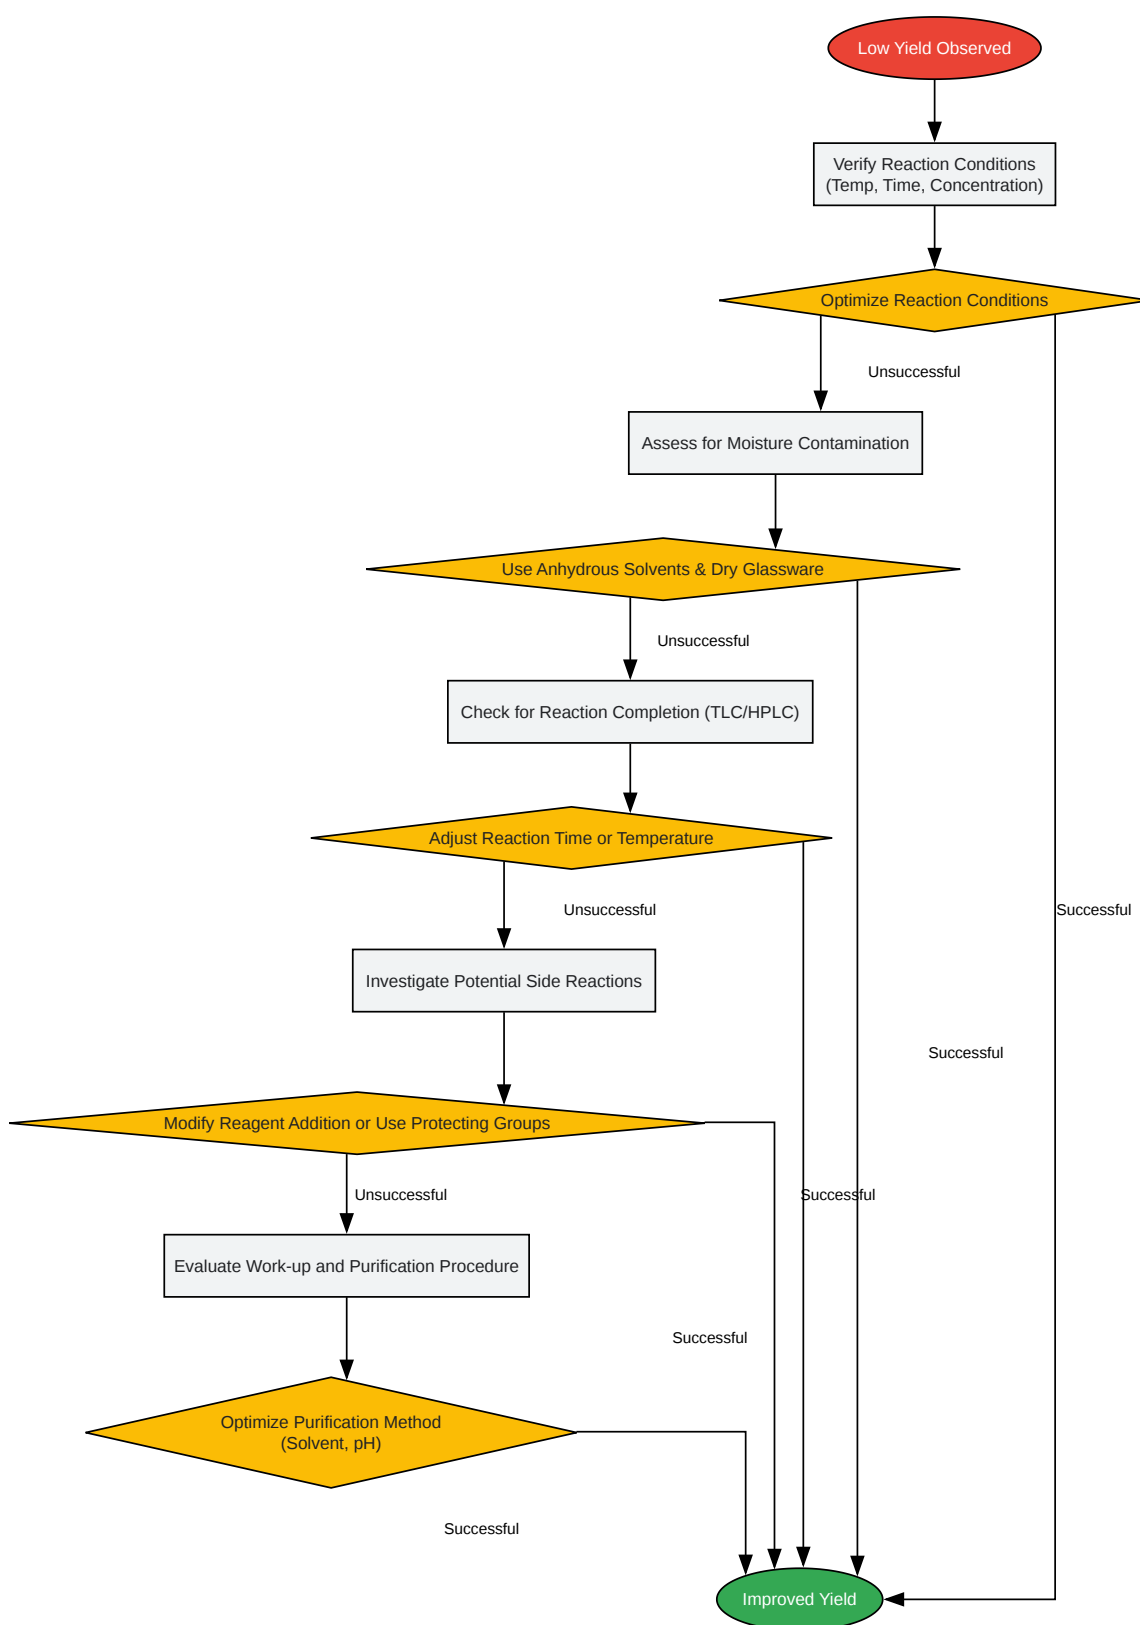 Low Yield Observed
Verify Reaction Conditions
(Temp, Time, Concentration)
Optimize Reaction Conditions
Unsuccessful
Assess for Moisture Contamination
Use Anhydrous Solvents & Dry Glassware
Unsuccessful
Check for Reaction Completion (TLC/HPLC)
Adjust Reaction Time or Temperature
Unsuccessful
Successful
Investigate Potential Side Reactions
Successful
Modify Reagent Addition or Use Protecting Groups
Unsuccessful
Successful
Evaluate Work-up and Purification Procedure
Successful
Optimize Purification Method
(Solvent, pH)
Successful
Improved Yield